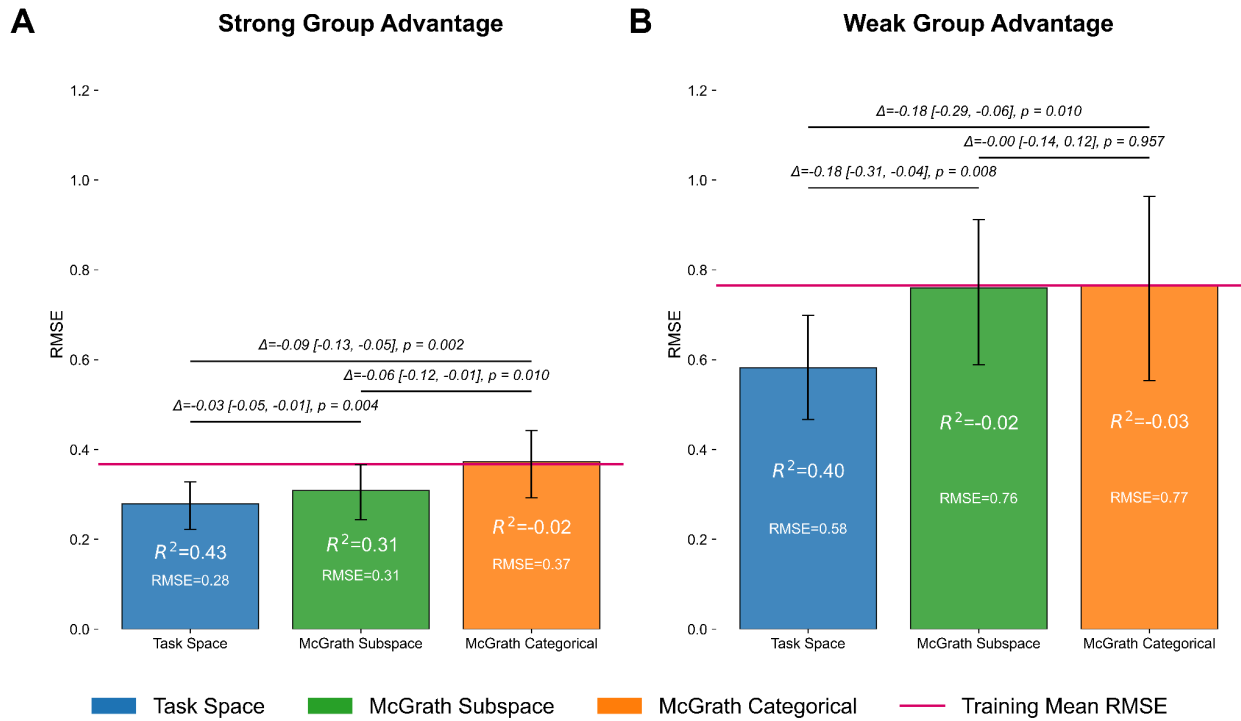 A
Strong Group Advantage
RMSE
1.2
1.0
0.8
0.6
0.4
0.2
0.0
Δ=-0.09 [-0.13, -0.05], p = 0.002
Δ=-0.06 [-0.12, -0.01], p = 0.010
Δ=-0.03 [-0.05, -0.01], p = 0.004
R²=0.43
RMSE=0.28
R²=0.31
RMSE=0.31
R²=-0.02
RMSE=0.37
Task Space
McGrath Subspace
McGrath Categorical
B
Weak Group Advantage
RMSE
1.2
1.0
0.8
0.6
0.4
0.2
0.0
Δ=-0.18 [-0.29, -0.06], p = 0.010
Δ=-0.00 [-0.14, 0.12], p = 0.957
Δ=-0.18 [-0.31, -0.04], p = 0.008
R²=0.40
RMSE=0.58
R²=-0.02
RMSE=0.76
R²=-0.03
RMSE=0.77
Task Space
McGrath Subspace
McGrath Categorical
Task Space
McGrath Subspace
McGrath Categorical
Training Mean RMSE